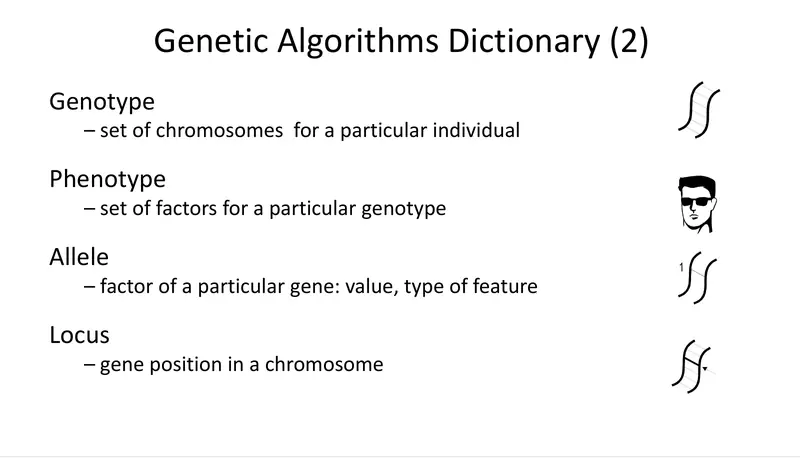 Genetic Algorithms Dictionary (2)
Genotype
– set of chromosomes  for a particular individual
Phenotype
– set of factors for a particular genotype
Allele
– factor of a particular gene: value, type of feature
1
Locus
– gene position in a chromosome